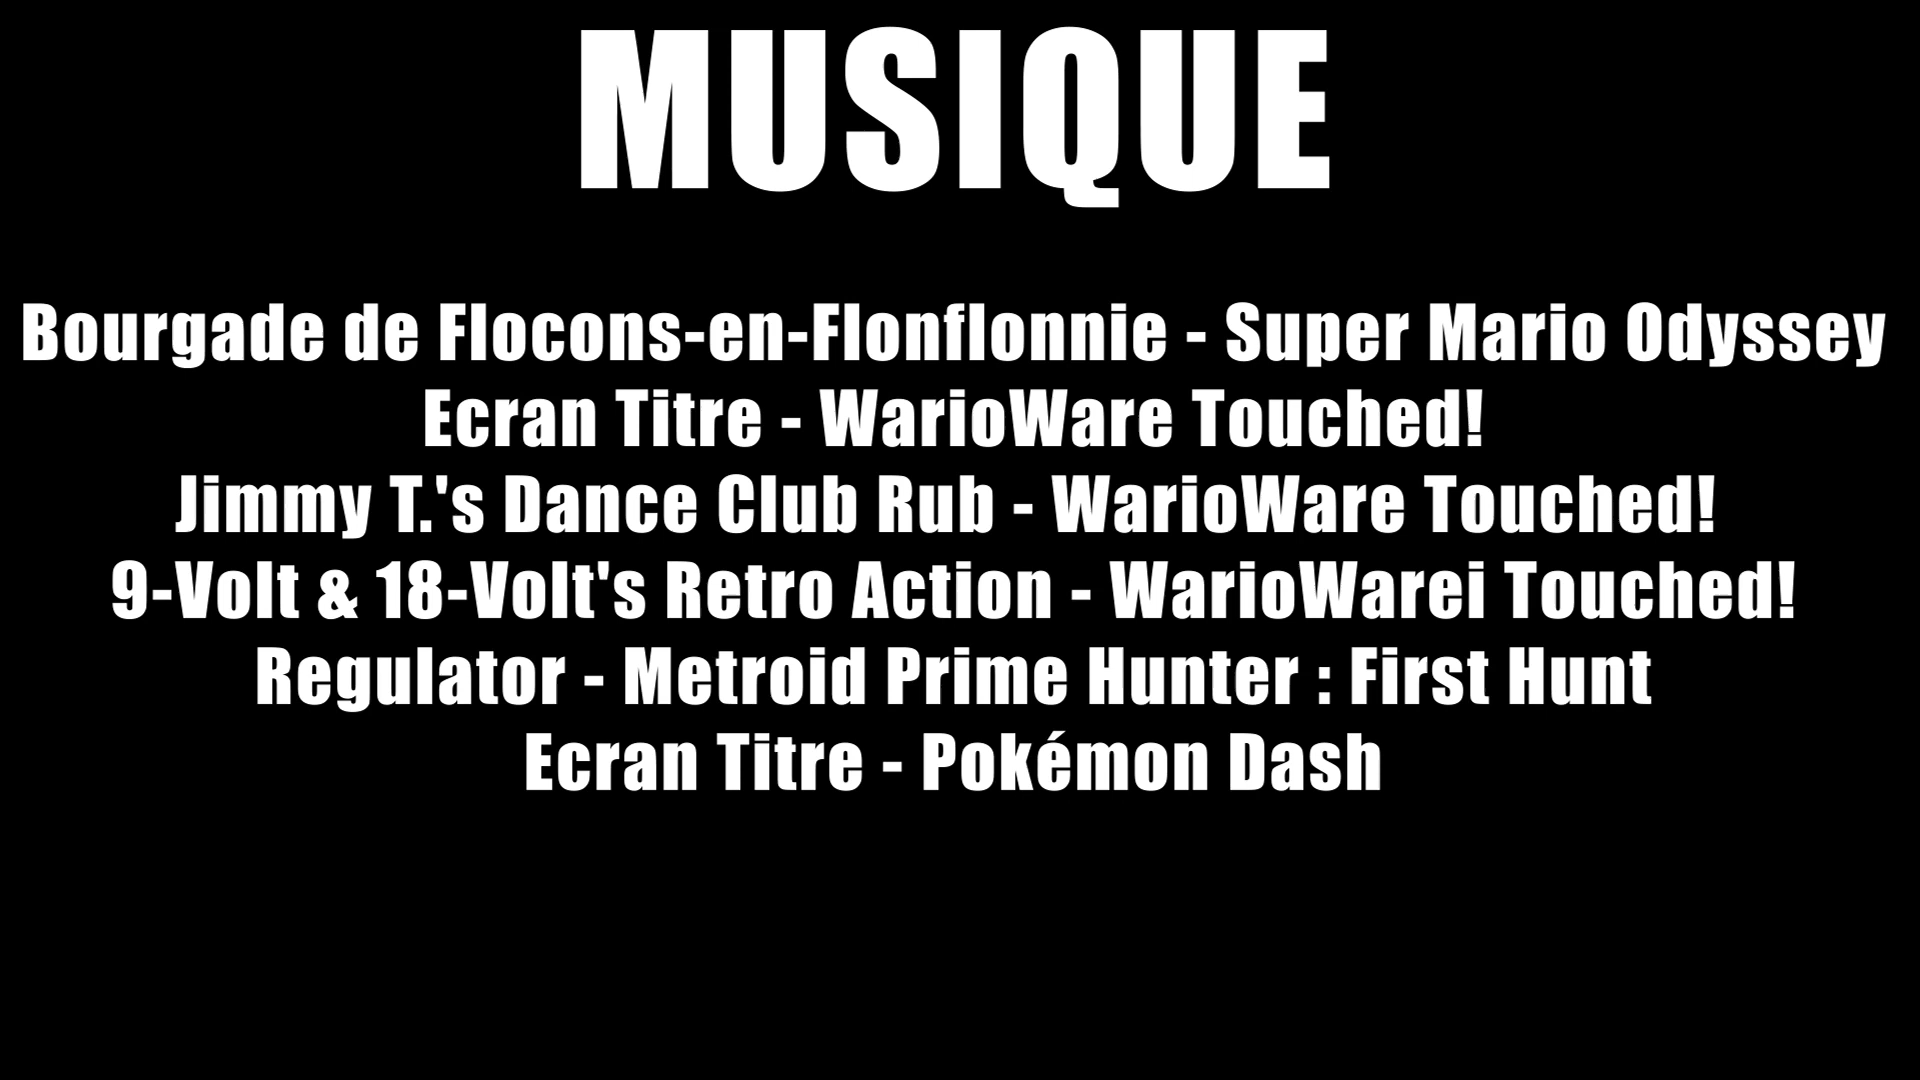 MUSIQUE
Bourgade de Flocons-en-Flonflonnie - Super Mario Odyssey
Ecran Titre - WarioWare Touched!
Jimmy T.'s Dance Club Rub - WarioWare Touched!
9-Volt & 18-Volt's Retro Action - WarioWarei Touched!
Regulator - Metroid Prime Hunter : First Hunt
Ecran Titre - Pokémon Dash